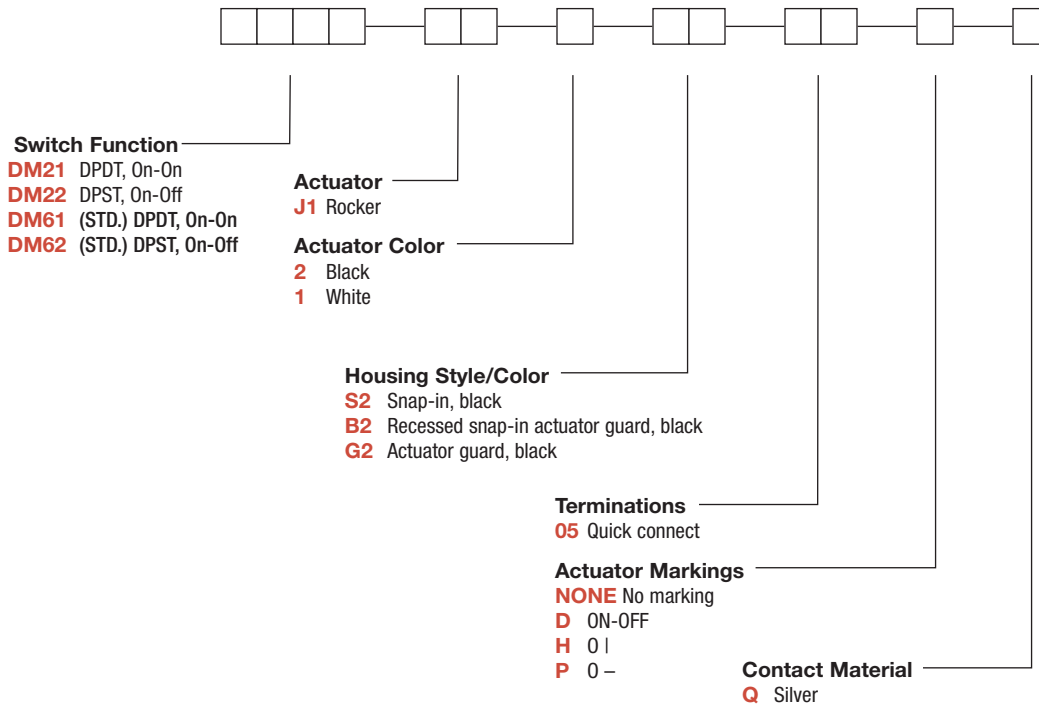 Switch Function
DM21 DPDT, On-On
DM22 DPST, On-Off
DM61 (STD.) DPDT, On-On
DM62 (STD.) DPST, On-Off
Actuator
J1 Rocker
Actuator Color
2 Black
1 White
Housing Style/Color
S2 Snap-in, black
B2 Recessed snap-in actuator guard, black
G2 Actuator guard, black
Terminations
05 Quick connect
Actuator Markings
NONE No marking
D ON-OFF
H O |
P O –
Contact Material
Q Silver